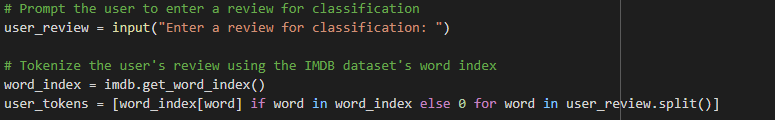 # Prompt the user to enter a review for classification
user_review = input("Enter a review for classification: ")
# Tokenize the user's review using the IMDB dataset's word index
word_index = imdb.get_word_index()
user_tokens = [word_index[word] if word in word_index else 0 for word in user_review.split()]